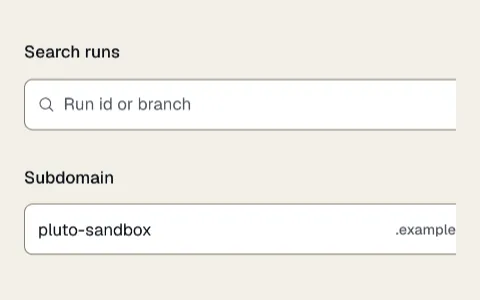 Search runs
Run id or branch
Subdomain
pluto-sandbox
.example